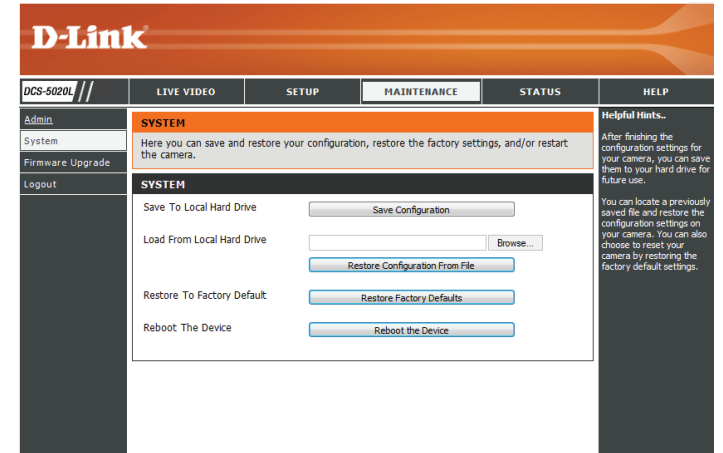 D-Link
DCS-5020L
LIVE VIDEO
SETUP
MAINTENANCE
STATUS
HELP
Admin
System
Firmware Upgrade
Logout
SYSTEM
Here you can save and restore your configuration, restore the factory settings, and/or restart
the camera.
SYSTEM
Save To Local Hard Drive
Save Configuration
Load From Local Hard Drive
Browse...
Restore Configuration From File
Restore To Factory Default
Restore Factory Defaults
Reboot The Device
Reboot the Device
Helpful Hints..
After finishing the
configuration settings for
your camera, you can save
them to your hard drive for
future use.
You can locate a previously
saved file and restore the
configuration settings on
your camera. You can also
choose to reset your
camera by restoring the
factory default settings.